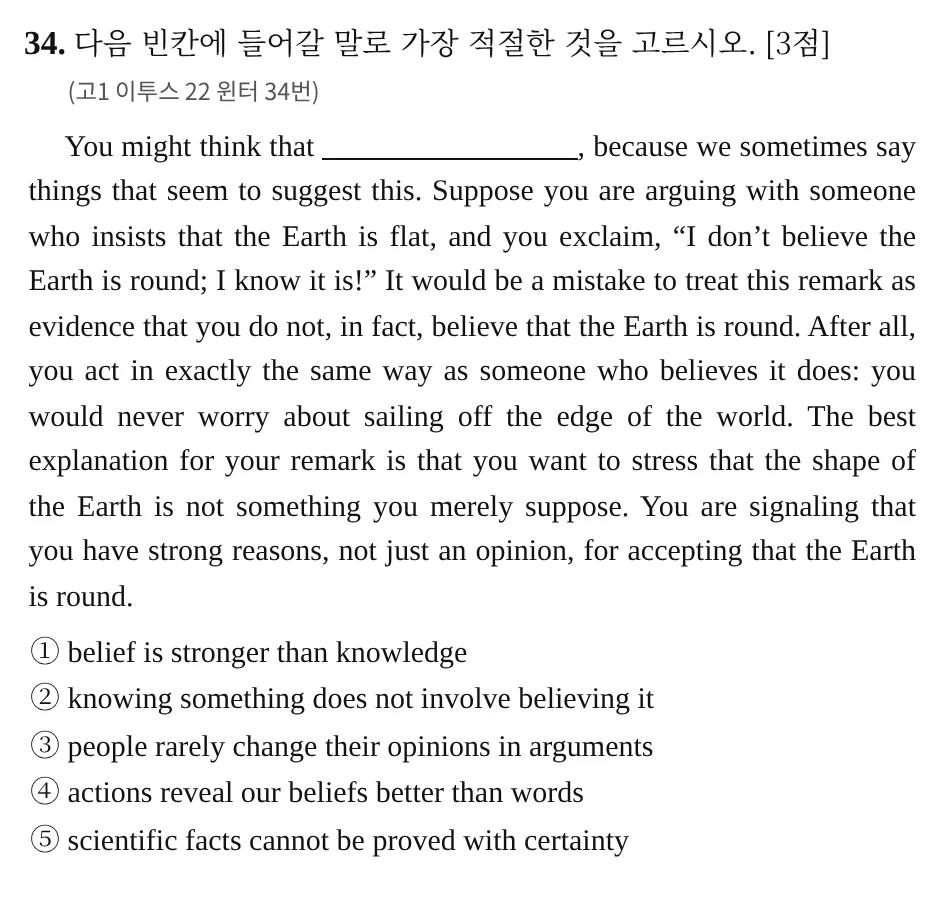 34. 다음 빈칸에 들어갈 말로 가장 적절한 것을 고르시오. [3점]
(고1 이투스 22 윈터 34번)
You might think that ________________, because we sometimes say
things that seem to suggest this. Suppose you are arguing with someone
who insists that the Earth is flat, and you exclaim, “I don’t believe the
Earth is round; I know it is!” It would be a mistake to treat this remark as
evidence that you do not, in fact, believe that the Earth is round. After all,
you act in exactly the same way as someone who believes it does: you
would never worry about sailing off the edge of the world. The best
explanation for your remark is that you want to stress that the shape of
the Earth is not something you merely suppose. You are signaling that
you have strong reasons, not just an opinion, for accepting that the Earth
is round.
① belief is stronger than knowledge
② knowing something does not involve believing it
③ people rarely change their opinions in arguments
④ actions reveal our beliefs better than words
⑤ scientific facts cannot be proved with certainty